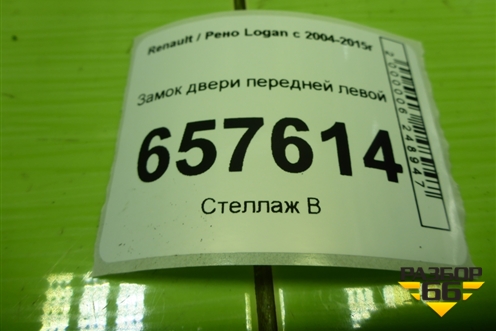 Renault / Рено Logan с 2004-2015г
Замок двери передней левой
657614
Стеллаж В
2000006248947
РАЗБОР
66